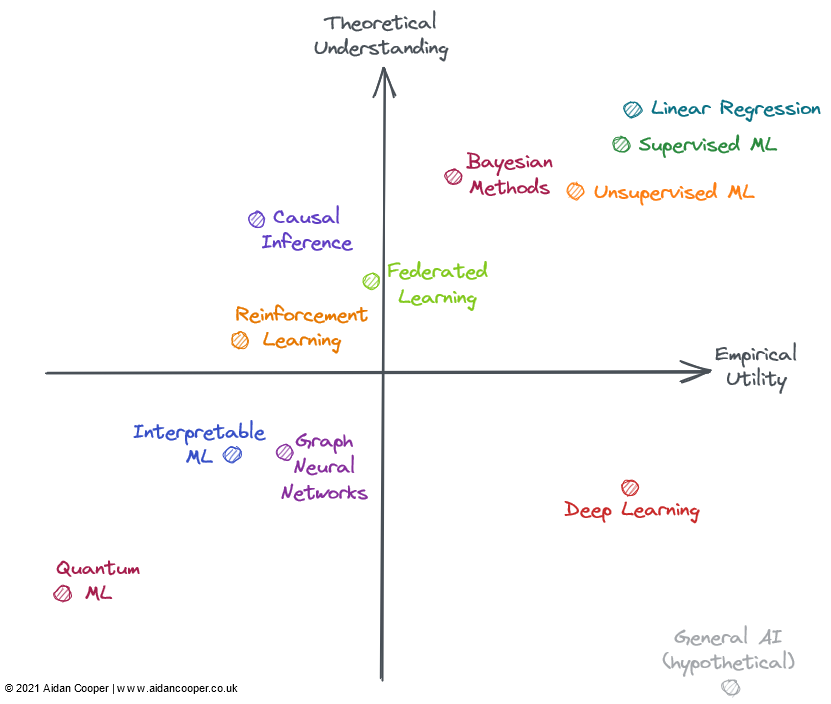 Theoretical
Understanding
Linear Regression
Supervised ML
Bayesian
Methods
Unsupervised ML
Causal
Inference
Federated
Learning
Reinforcement
Learning
Empirical
Utility
Interpretable
ML
Graph
Neural
Networks
Deep Learning
Quantum
ML
General AI
(hypothetical)
© 2021 Aidan Cooper | www.aidancooper.co.uk